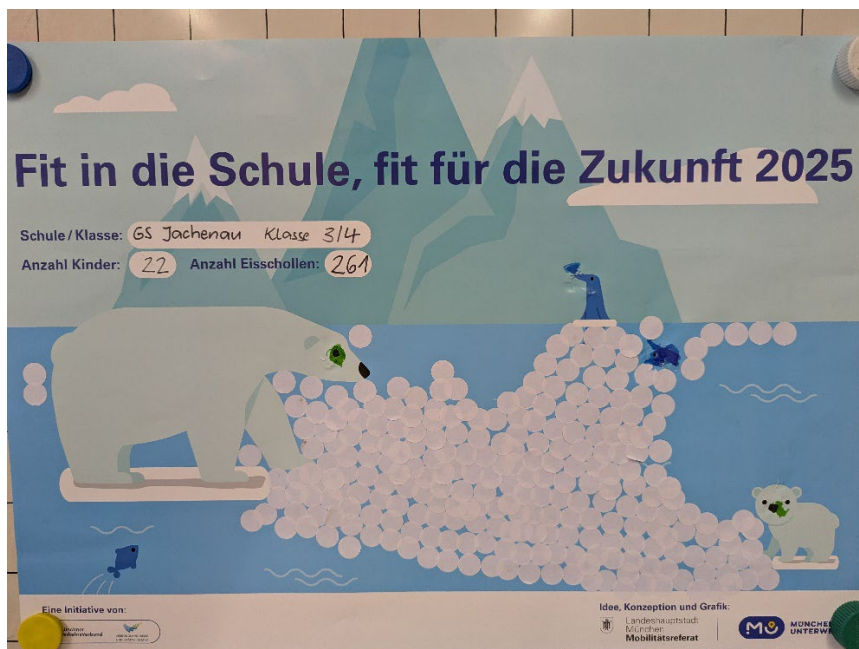 Fit in die Schule, fit für die Zukunft 2025
Schule/Klasse: GS Jachenau Klasse 3/4
Anzahl Kinder: 22 Anzahl Eisschollen: 261
Eine Initiative von:
Idee, Konzeption und Grafik:
Landeshauptstadt
München
Mobilitätsreferat